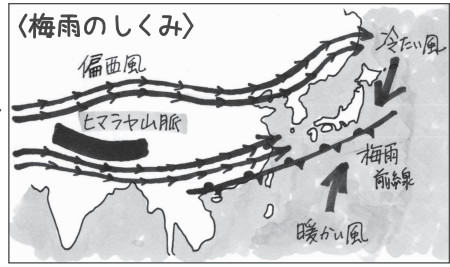 〈梅雨のしくみ〉
偏西風
冷たい風
ヒマラヤ山脈
梅雨
前線
暖かい風